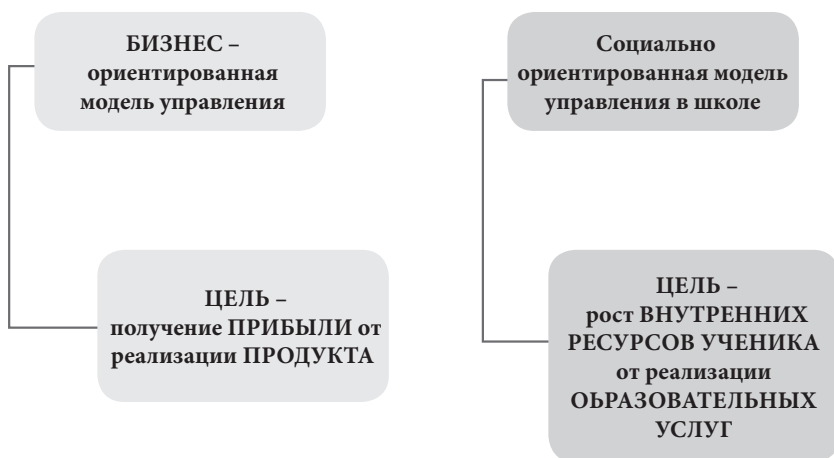 БИЗНЕС –
ориентированная
модель управления
Социально
ориентированная модель
управления в школе
ЦЕЛЬ –
получение ПРИБЫЛИ от
реализации ПРОДУКТА
ЦЕЛЬ –
рост ВНУТРЕННИХ
РЕСУРСОВ УЧЕНИКА
от реализации
ОЬРАЗОВАТЕЛЬНЫХ
УСЛУГ